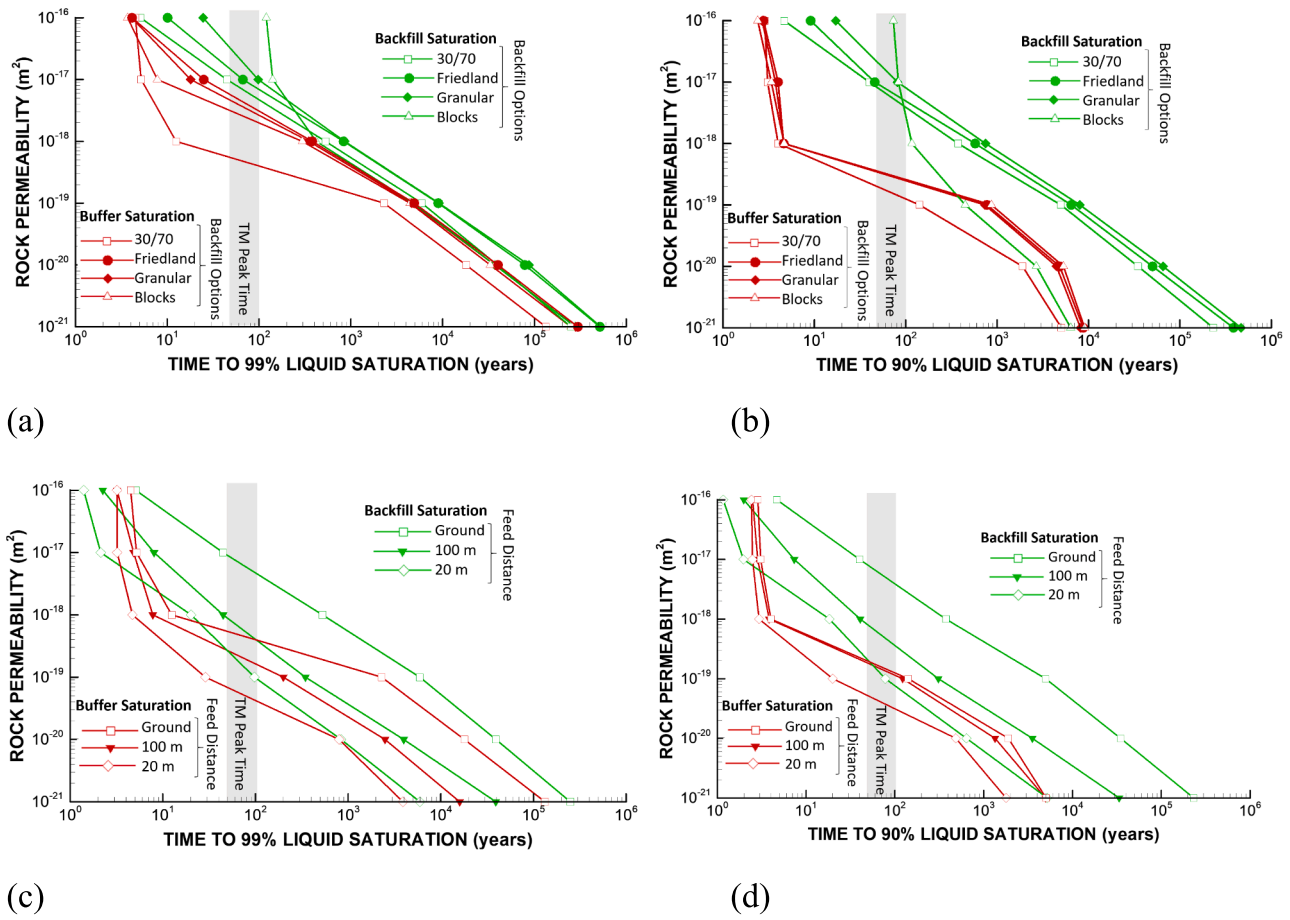 10⁻¹⁶
10⁻¹⁷
10⁻¹⁸
10⁻¹⁹
10⁻²⁰
10⁻²¹
ROCK PERMEABILITY (m²)
Backfill Saturation
30/70
Friedland
Granular
Blocks
Backfill Options
Buffer Saturation
30/70
Friedland
Granular
Blocks
Backfill Options
TM Peak Time
10⁰ 10¹ 10² 10³ 10⁴ 10⁵ 10⁶
TIME TO 99% LIQUID SATURATION (years)
(a)
10⁻¹⁶
10⁻¹⁷
10⁻¹⁸
10⁻¹⁹
10⁻²⁰
10⁻²¹
ROCK PERMEABILITY (m²)
Backfill Saturation
30/70
Friedland
Granular
Blocks
Backfill Options
Buffer Saturation
30/70
Friedland
Granular
Blocks
Backfill Options
TM Peak Time
10⁰ 10¹ 10² 10³ 10⁴ 10⁵ 10⁶
TIME TO 90% LIQUID SATURATION (years)
(b)
10⁻¹⁶
10⁻¹⁷
10⁻¹⁸
10⁻¹⁹
10⁻²⁰
10⁻²¹
ROCK PERMEABILITY (m²)
Backfill Saturation
Ground
100 m
20 m
Feed Distance
Buffer Saturation
Ground
100 m
20 m
Feed Distance
TM Peak Time
10⁰ 10¹ 10² 10³ 10⁴ 10⁵ 10⁶
TIME TO 99% LIQUID SATURATION (years)
(c)
10⁻¹⁶
10⁻¹⁷
10⁻¹⁸
10⁻¹⁹
10⁻²⁰
10⁻²¹
ROCK PERMEABILITY (m²)
Backfill Saturation
Ground
100 m
20 m
Feed Distance
Buffer Saturation
Ground
100 m
20 m
Feed Distance
TM Peak Time
10⁰ 10¹ 10² 10³ 10⁴ 10⁵ 10⁶
TIME TO 90% LIQUID SATURATION (years)
(d)